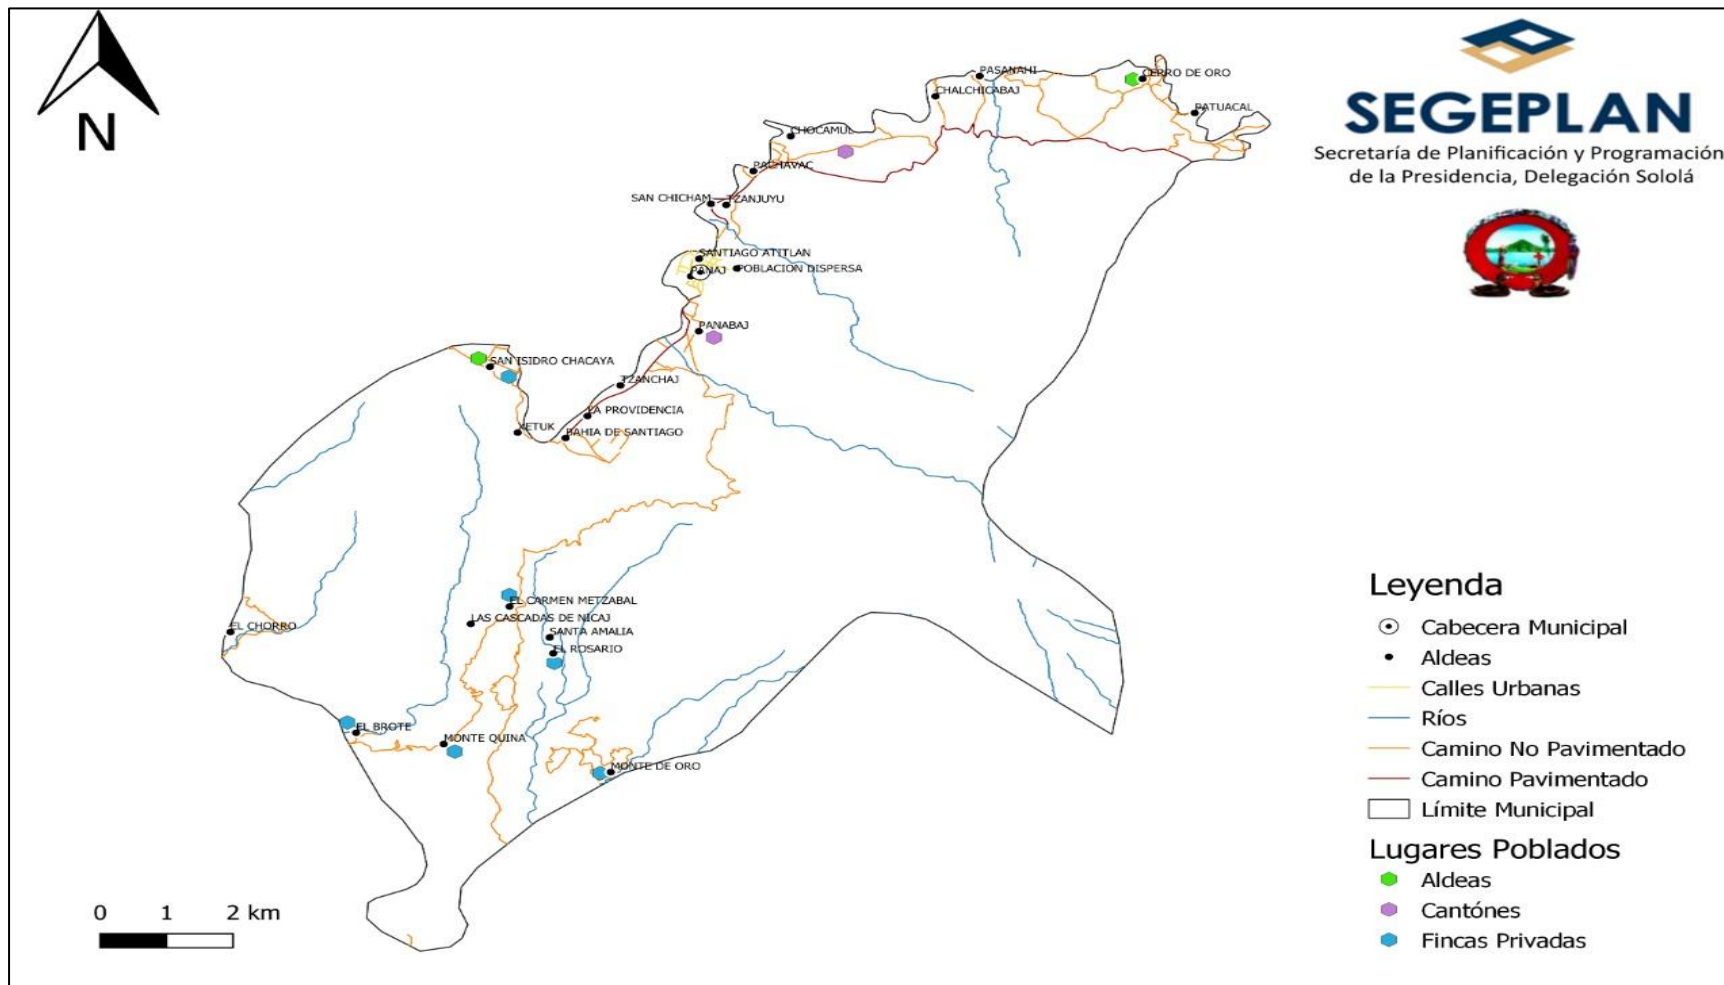 N
SEGEPLAN
Secretaría de Planificación y Programación
de la Presidencia, Delegación Sololá
PASANAHI
CERRO DE ORO
CHALCHICABAJ
PATUACAL
CHOCAMUL
PACHAVAC
SAN CHICHAM
TZANJUYU
SANTIAGO ATITLAN
PANAJ
POBLACION DISPERSA
PANABAJ
SAN ISIDRO CHACAYA
TZANCHAJ
LA PROVIDENCIA
XETUK
BAHIA DE SANTIAGO
EL CARMEN METZABAL
LAS CASCADAS DE NICAJ
EL CHORRO
SANTA AMALIA
EL ROSARIO
EL BROTE
MONTE QUINA
MONTE DE ORO
Leyenda
Cabecera Municipal
Aldeas
Calles Urbanas
Ríos
Camino No Pavimentado
Camino Pavimentado
Límite Municipal
Lugares Poblados
Aldeas
Cantónes
Fincas Privadas
0 1 2 km